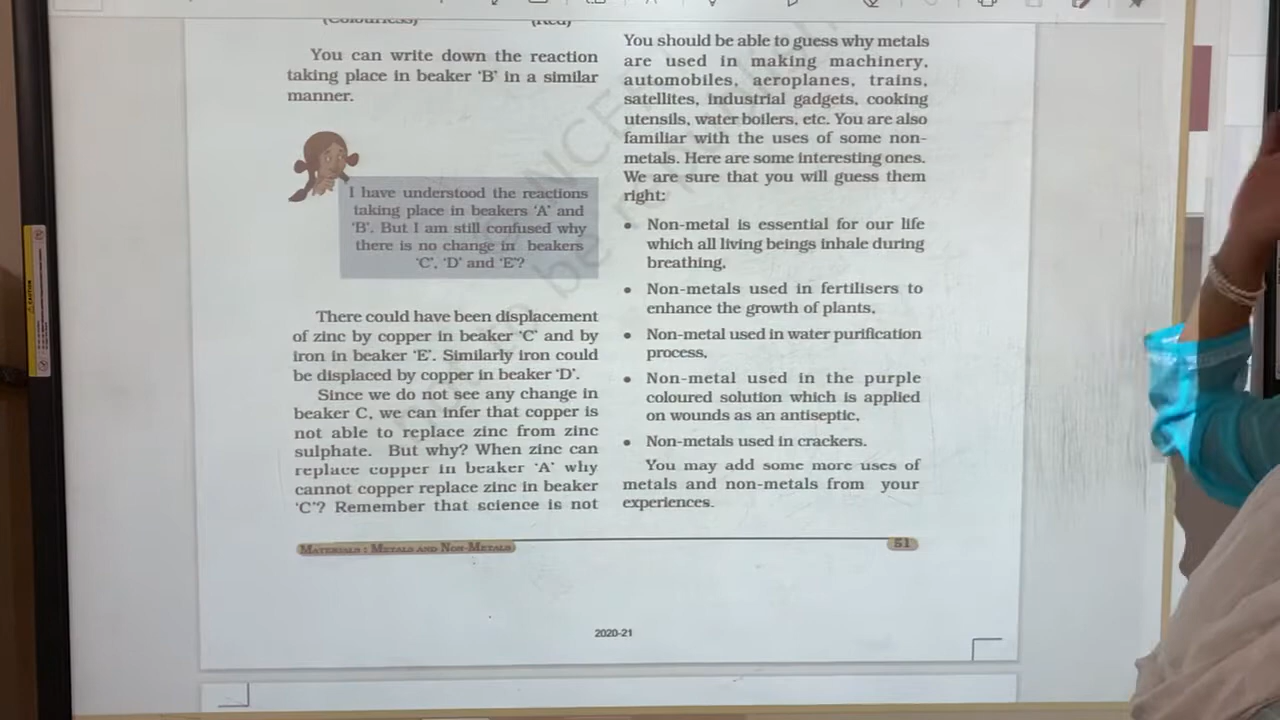 (Colourless) (Red)
You can write down the reaction
taking place in beaker ‘B’ in a similar
manner.
I have understood the reactions
taking place in beakers ‘A’ and
‘B’. But I am still confused why
there is no change in beakers
‘C’, ‘D’ and ‘E’?
There could have been displacement
of zinc by copper in beaker ‘C’ and by
iron in beaker ‘E’. Similarly iron could
be displaced by copper in beaker ‘D’.
Since we do not see any change in
beaker C, we can infer that copper is
not able to replace zinc from zinc
sulphate. But why? When zinc can
replace copper in beaker ‘A’ why
cannot copper replace zinc in beaker
‘C’? Remember that science is not
You should be able to guess why metals
are used in making machinery,
automobiles, aeroplanes, trains,
satellites, industrial gadgets, cooking
utensils, water boilers, etc. You are also
familiar with the uses of some non-
metals. Here are some interesting ones.
We are sure that you will guess them
right:
• Non-metal is essential for our life
which all living beings inhale during
breathing,
• Non-metals used in fertilisers to
enhance the growth of plants,
• Non-metal used in water purification
process,
• Non-metal used in the purple
coloured solution which is applied
on wounds as an antiseptic,
• Non-metals used in crackers.
You may add some more uses of
metals and non-metals from your
experiences.
MATERIALS : METALS AND NON-METALS
51
2020-21